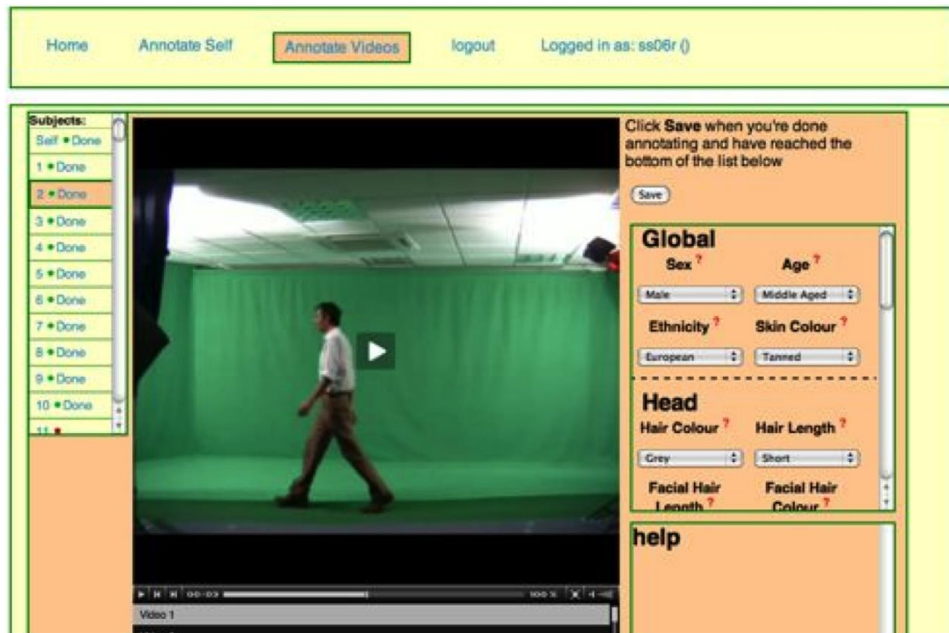 Home Annotate Self Annotate Videos logout Logged in as: ss06r ()
Subjects:
Self Done
1 Done
2 Done
3 Done
4 Done
5 Done
6 Done
7 Done
8 Done
9 Done
10 Done
11
Click Save when you're done
annotating and have reached the
bottom of the list below
Save
Global
Sex ? Age ?
Male Middle Aged
Ethnicity ? Skin Colour ?
European Tanned
Head
Hair Colour ? Hair Length ?
Grey Short
Facial Hair Facial Hair
Length ? Colour ?
help
00:03 100 %
Video 1